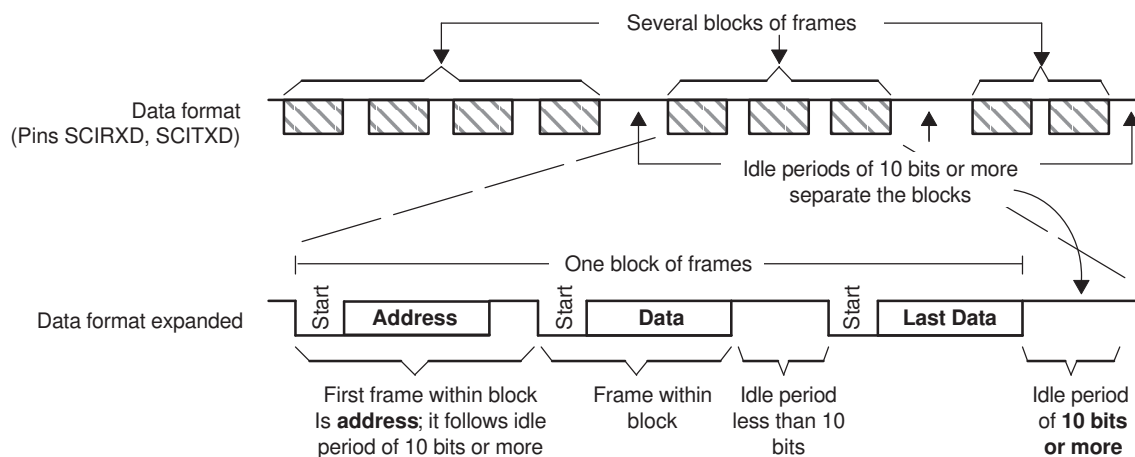 Several blocks of frames
Data format
(Pins SCIRXD, SCITXD)
Idle periods of 10 bits or more
separate the blocks
One block of frames
Data format expanded
Start
Address
Start
Data
Start
Last Data
First frame within block
Is address; it follows idle
period of 10 bits or more
Frame within
block
Idle period
less than 10
bits
Idle period
of 10 bits
or more